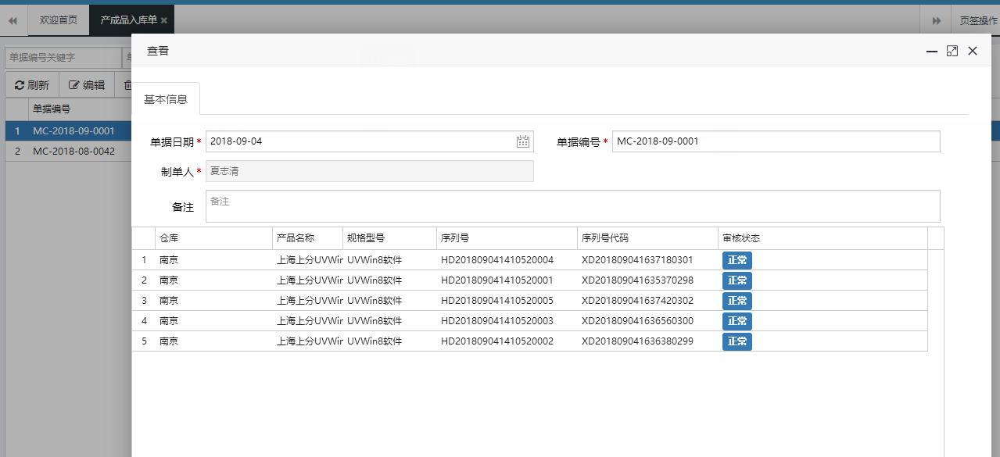 欢迎首页 产成品入库单 页签操作
单据编号关键字 单
查看
刷新 编辑
基本信息
单据编号
1 MC-2018-09-0001
2 MC-2018-08-0042
单据日期* 2018-09-04 单据编号* MC-2018-09-0001
制单人* 夏志清
备注 备注
仓库 产品名称 规格型号 序列号 序列号代码 审核状态
1 南京 上海上分UVWir UVWin8软件 HD201809041410520004 XD201809041637180301 正常
2 南京 上海上分UVWir UVWin8软件 HD201809041410520001 XD201809041635370298 正常
3 南京 上海上分UVWir UVWin8软件 HD201809041410520005 XD201809041637420302 正常
4 南京 上海上分UVWir UVWin8软件 HD201809041410520003 XD201809041636560300 正常
5 南京 上海上分UVWir UVWin8软件 HD201809041410520002 XD201809041636380299 正常